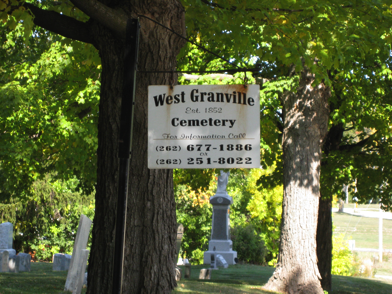 West Granville
Est. 1852
Cemetery
For Information Call
(262) 677-1886
OR
(262) 251-8022